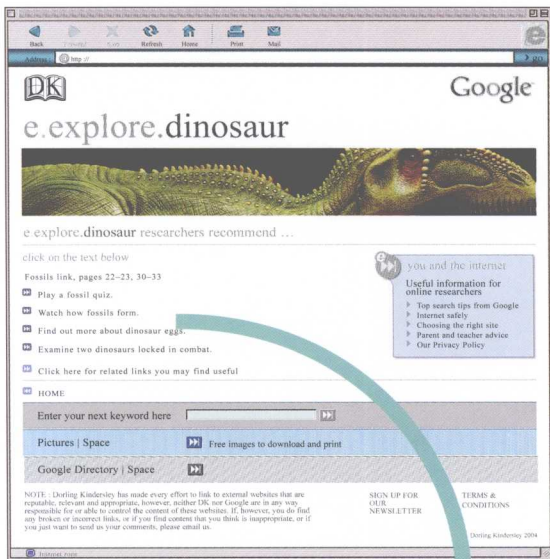 Back
Refresh
Home
Print
Mail
Address
http ://
go
DK
Google
e.explore.dinosaur
e explore.dinosaur researchers recommend ...
click on the text below
Fossils link, pages 22–23, 30–33
Play a fossil quiz.
Watch how fossils form.
Find out more about dinosaur eggs.
Examine two dinosaurs locked in combat.
Click here for related links you may find useful
HOME
you and the internet
Useful information for
online researchers
Top search tips from Google
Internet safely
Choosing the right site
Parent and teacher advice
Our Privacy Policy
Enter your next keyword here
Pictures | Space
Free images to download and print
Google Directory | Space
NOTE : Dorling Kindersley has made every effort to link to external websites that are
reputable, relevant and appropriate, however, neither DK nor Google are in any way
responsible for or able to control the content of these websites. If, however, you do find
any broken or incorrect links, or if you find content that you think is inappropriate, or if
you just want to send us your comments, please email us.
SIGN UP FOR
OUR
NEWSLETTER
TERMS &
CONDITIONS
Dorling Kindersley 2004
Internet zone